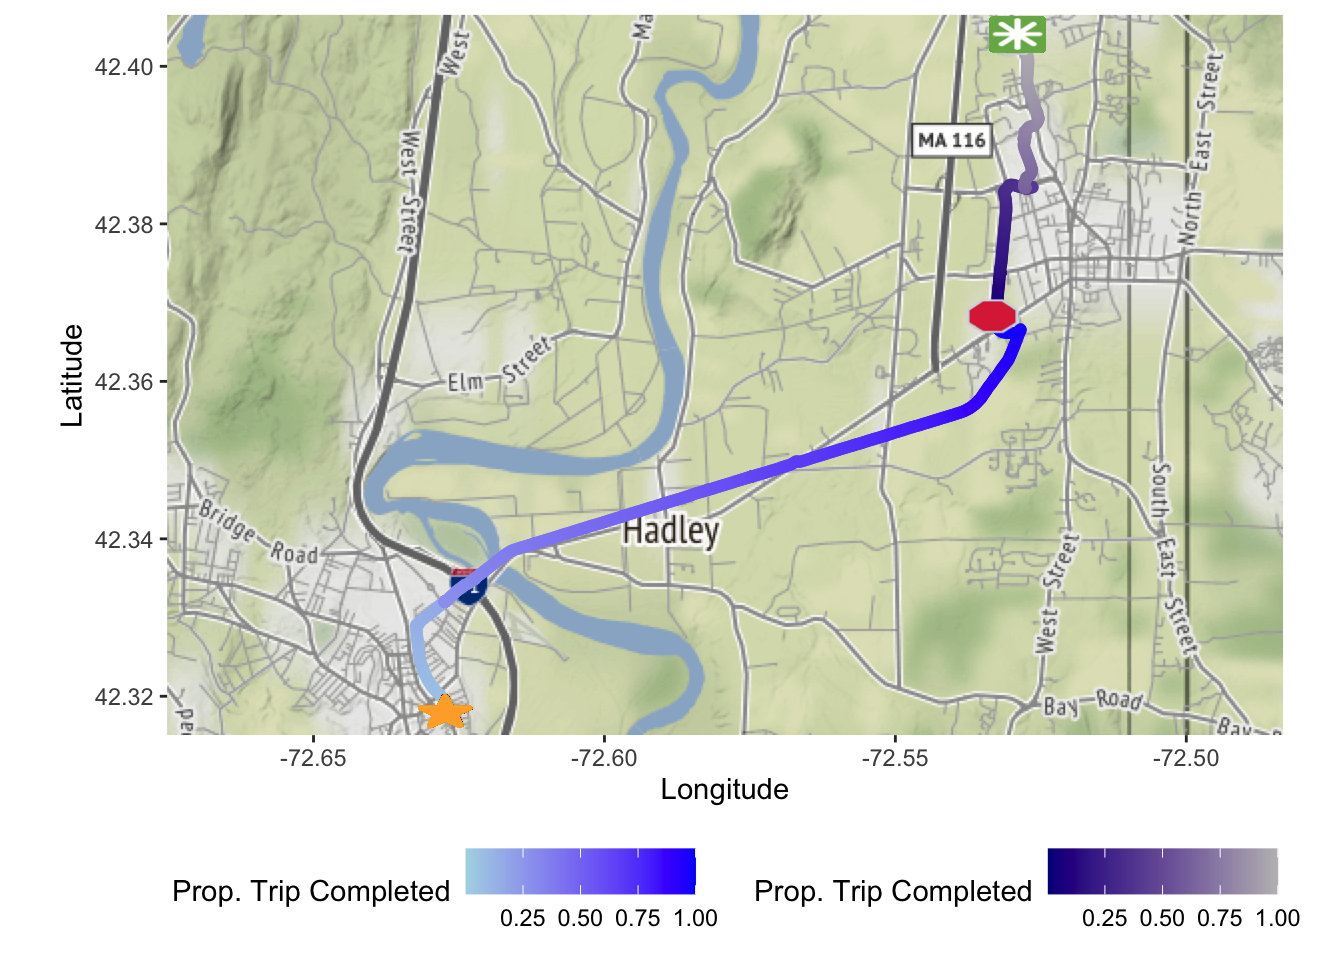 West
Ma
42.40
MA 116
North East Street
West Street
42.38
Latitude
42.36
Elm Street
South East Street
Bridge Road
42.34
Hadley
1
West Street
42.32
Bay Road
Bay
-72.65
-72.60
-72.55
-72.50
Longitude
Prop. Trip Completed
0.25 0.50 0.75 1.00
Prop. Trip Completed
0.25 0.50 0.75 1.00